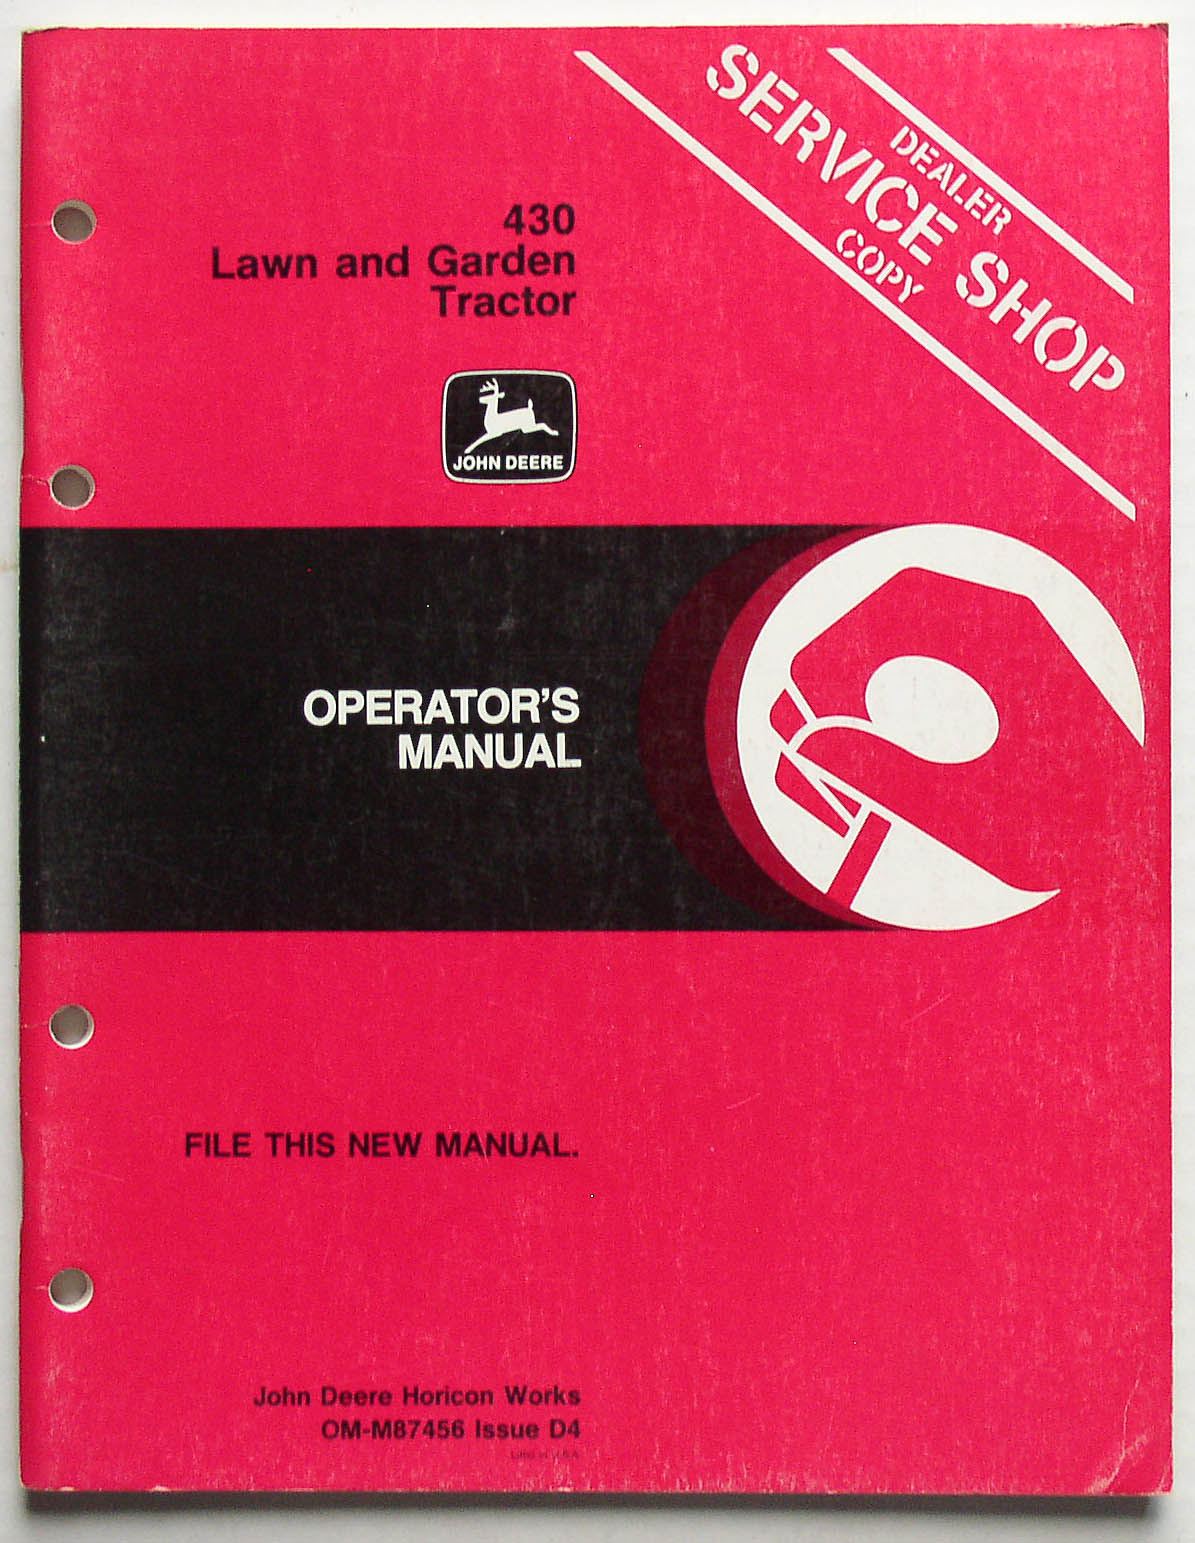 DEALER
SERVICE SHOP
COPY
430
Lawn and Garden
Tractor
JOHN DEERE
OPERATOR'S
MANUAL
FILE THIS NEW MANUAL.
John Deere Horicon Works
OM-M87456 Issue D4